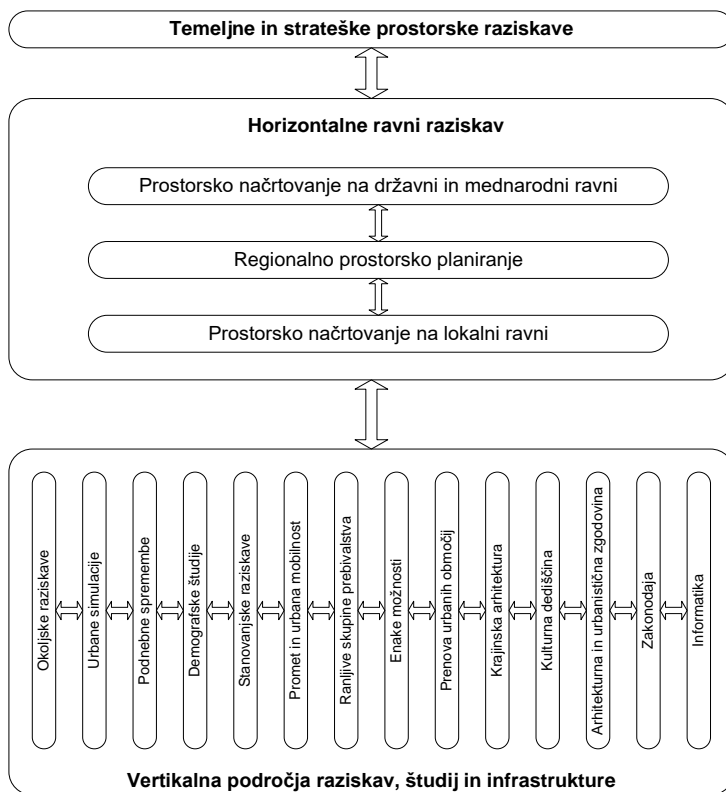 Temeljne in strateške prostorske raziskave
Horizontalne ravni raziskav
Prostorsko načrtovanje na državni in mednarodni ravni
Regionalno prostorsko planiranje
Prostorsko načrtovanje na lokalni ravni
Okoljske raziskave
Urbane simulacije
Podnebne spremembe
Demografske študije
Stanovanjske raziskave
Promet in urbana mobilnost
Ranljive skupine prebivalstva
Enake možnosti
Prenova urbanih območij
Krajinska arhitektura
Kulturna dediščina
Arhitekturna in urbanistična zgodovina
Zakonodaja
Informatika
Vertikalna področja raziskav, študij in infrastrukture